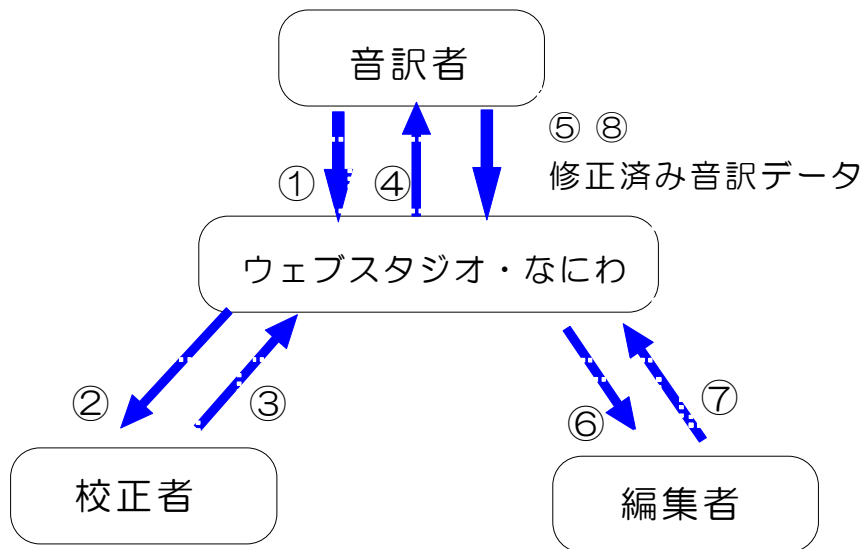 音訳者
⑤ ⑧
修正済み音訳データ
① ④
ウェブスタジオ・なにわ
② ③
⑥ ⑦
校正者
編集者